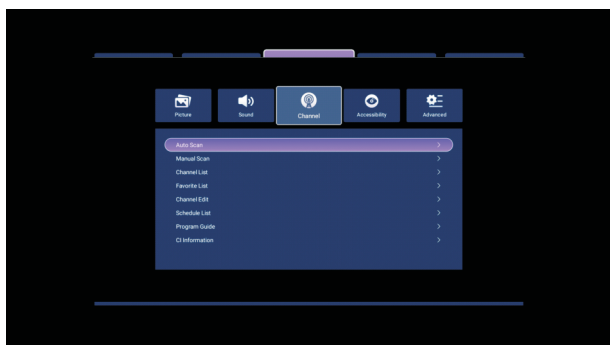 Picture
Sound
Channel
Accessibility
Advanced
Auto Scan
Manual Scan
Channel List
Favorite List
Channel Edit
Schedule List
Program Guide
CI Information